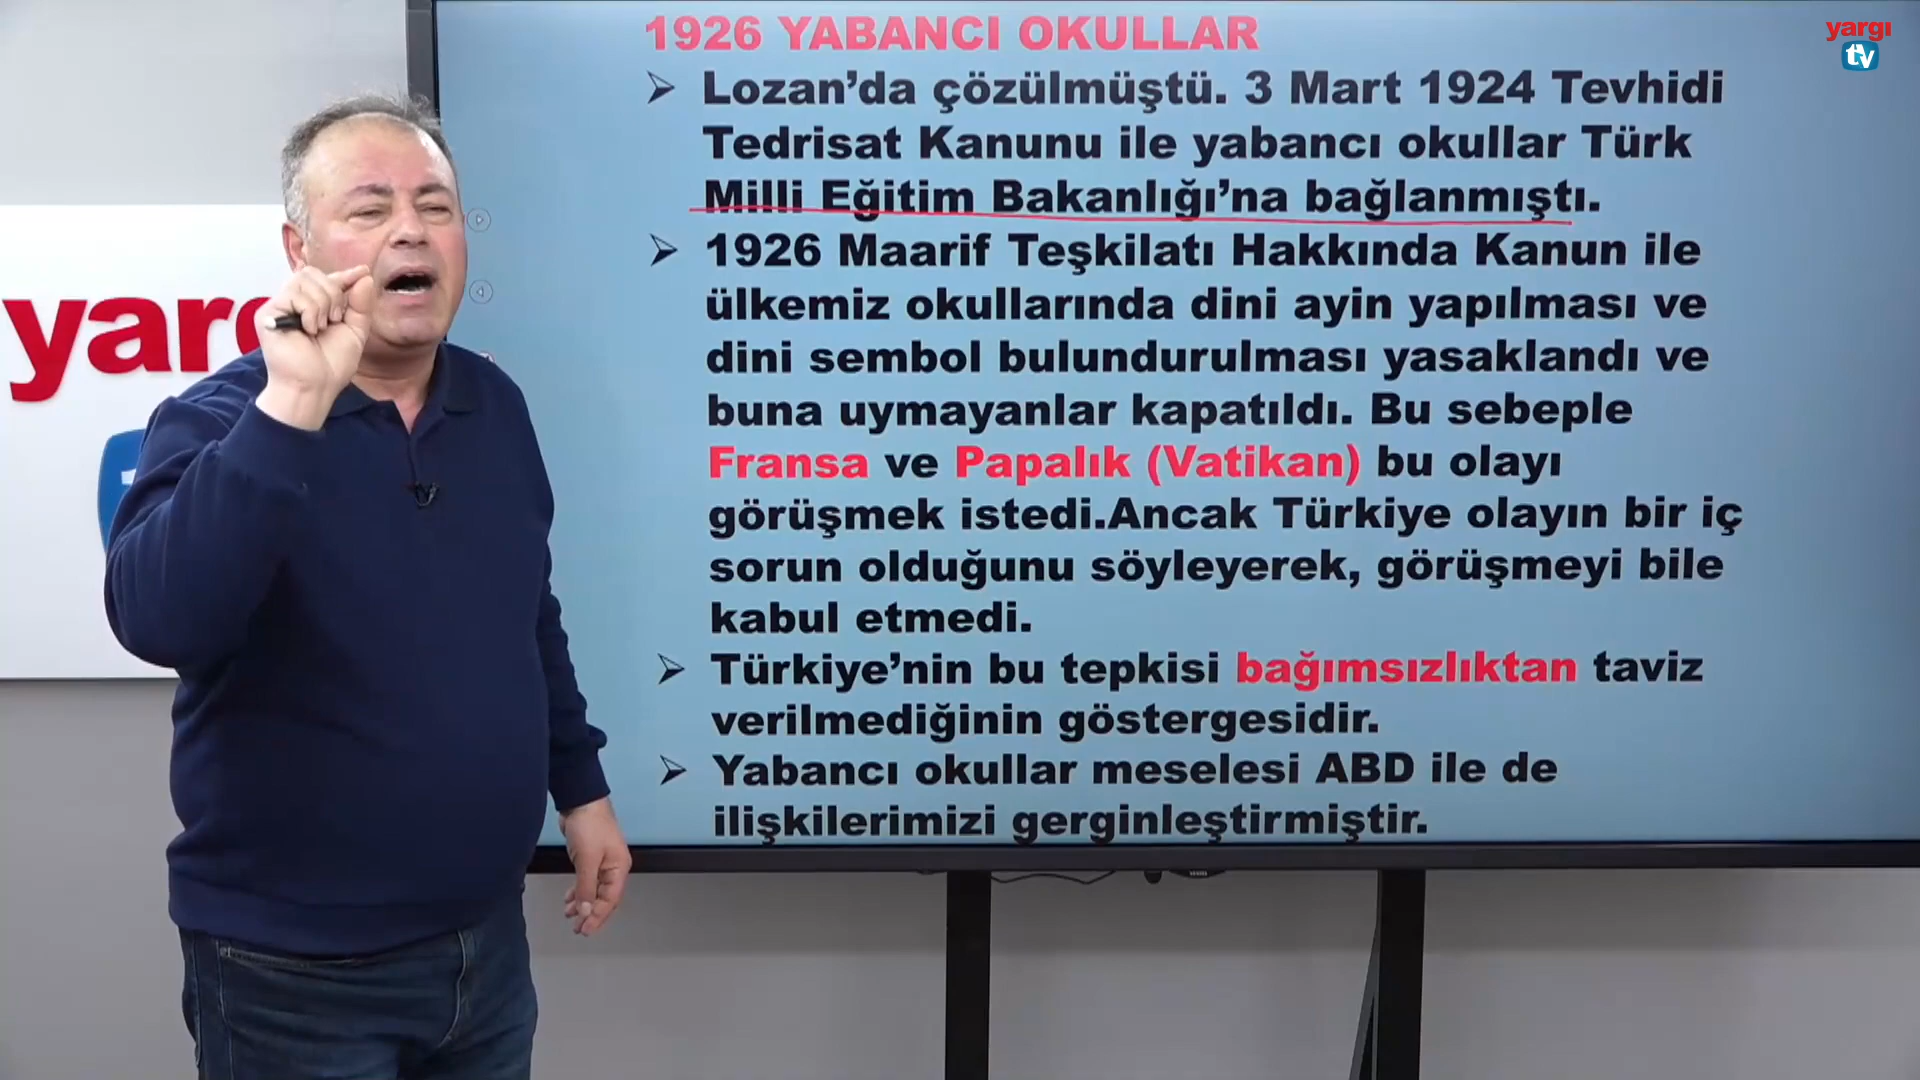 1926 YABANCI OKULLAR
➢ Lozan’da çözülmüştü. 3 Mart 1924 Tevhidi
Tedrisat Kanunu ile yabancı okullar Türk
Milli Eğitim Bakanlığı’na bağlanmıştı.
➢ 1926 Maarif Teşkilatı Hakkında Kanun ile
ülkemiz okullarında dini ayin yapılması ve
dini sembol bulundurulması yasaklandı ve
buna uymayanlar kapatıldı. Bu sebeple
Fransa ve Papalık (Vatikan) bu olayı
görüşmek istedi.Ancak Türkiye olayın bir iç
sorun olduğunu söyleyerek, görüşmeyi bile
kabul etmedi.
➢ Türkiye’nin bu tepkisi bağımsızlıktan taviz
verilmediğinin göstergesidir.
➢ Yabancı okullar meselesi ABD ile de
ilişkilerimizi gerginleştirmiştir.
yargı
tv